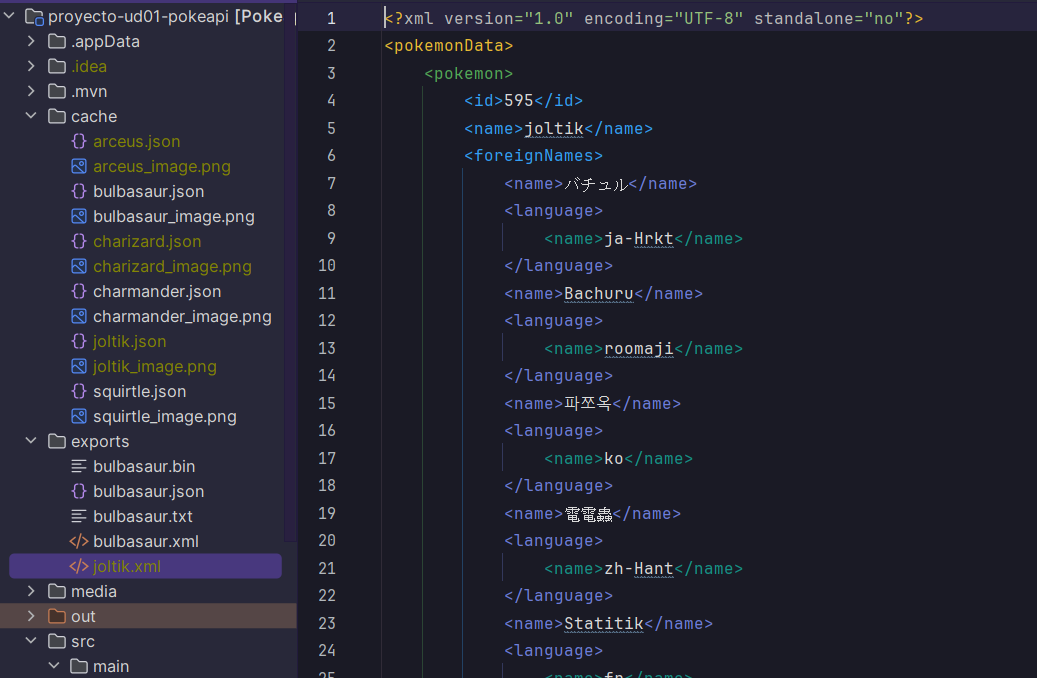 proyecto-ud01-pokeapi [Poke
.appData
.idea
.mvn
cache
arceus.json
arceus_image.png
bulbasaur.json
bulbasaur_image.png
charizard.json
charizard_image.png
charmander.json
charmander_image.png
joltik.json
joltik_image.png
squirtle.json
squirtle_image.png
exports
bulbasaur.bin
bulbasaur.json
bulbasaur.txt
bulbasaur.xml
joltik.xml
media
out
src
main
1 <?xml version="1.0" encoding="UTF-8" standalone="no"?>
2 <pokemonData>
3 <pokemon>
4 <id>595</id>
5 <name>joltik</name>
6 <foreignNames>
7 <name>バチュル</name>
8 <language>
9 <name>ja-Hrkt</name>
10 </language>
11 <name>Bachuru</name>
12 <language>
13 <name>roomaji</name>
14 </language>
15 <name>파쪼옥</name>
16 <language>
17 <name>ko</name>
18 </language>
19 <name>電電蟲</name>
20 <language>
21 <name>zh-Hant</name>
22 </language>
23 <name>Statitik</name>
24 <language>
25 <name>fr</name>